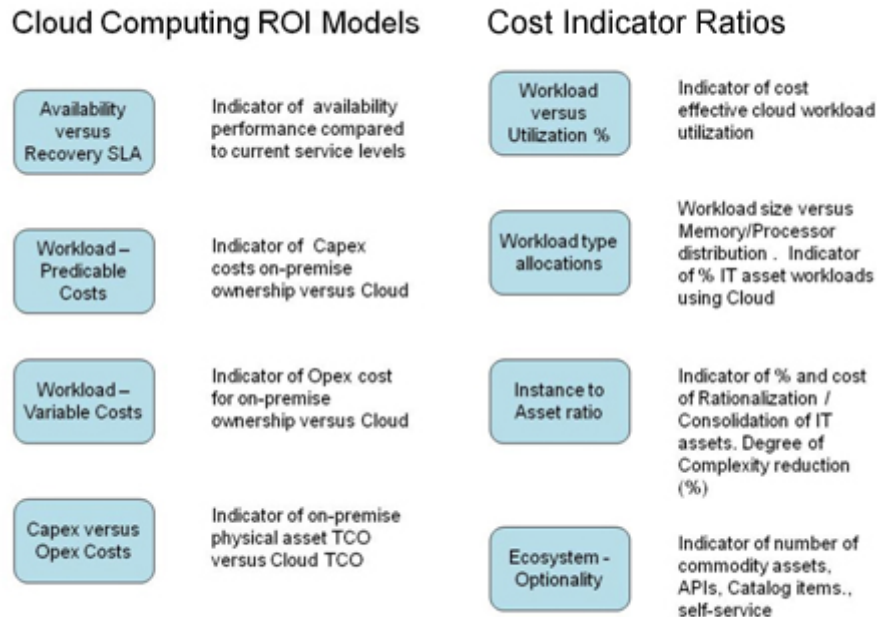 Cloud Computing ROI Models
Availability
versus
Recovery SLA
Indicator of availability
performance compared
to current service levels
Workload –
Predicable
Costs
Indicator of Capex
costs on-premise
ownership versus Cloud
Workload –
Variable Costs
Indicator of Opex cost
for on-premise
ownership versus Cloud
Capex versus
Opex Costs
Indicator of on-premise
physical asset TCO
versus Cloud TCO
Cost Indicator Ratios
Workload
versus
Utilization %
Indicator of cost
effective cloud workload
utilization
Workload type
allocations
Workload size versus
Memory/Processor
distribution . Indicator
of % IT asset workloads
using Cloud
Instance to
Asset ratio
Indicator of % and cost
of Rationalization /
Consolidation of IT
assets. Degree of
Complexity reduction
(%)
Ecosystem -
Optionality
Indicator of number of
commodity assets,
APIs, Catalog items.,
self-service